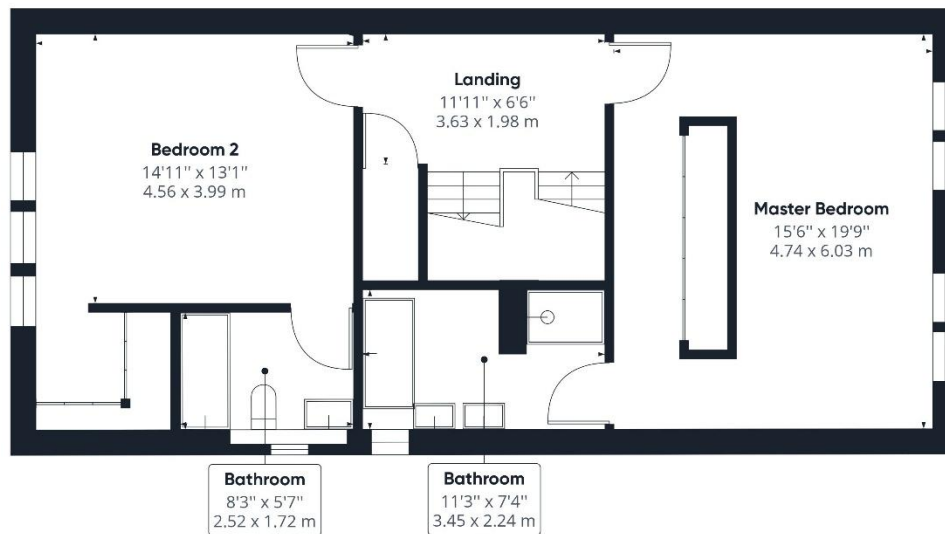 Landing
11'11" x 6'6"
3.63 x 1.98 m
Bedroom 2
14'11" x 13'1"
4.56 x 3.99 m
Master Bedroom
15'6" x 19'9"
4.74 x 6.03 m
Bathroom
8'3" x 5'7"
2.52 x 1.72 m
Bathroom
11'3" x 7'4"
3.45 x 2.24 m